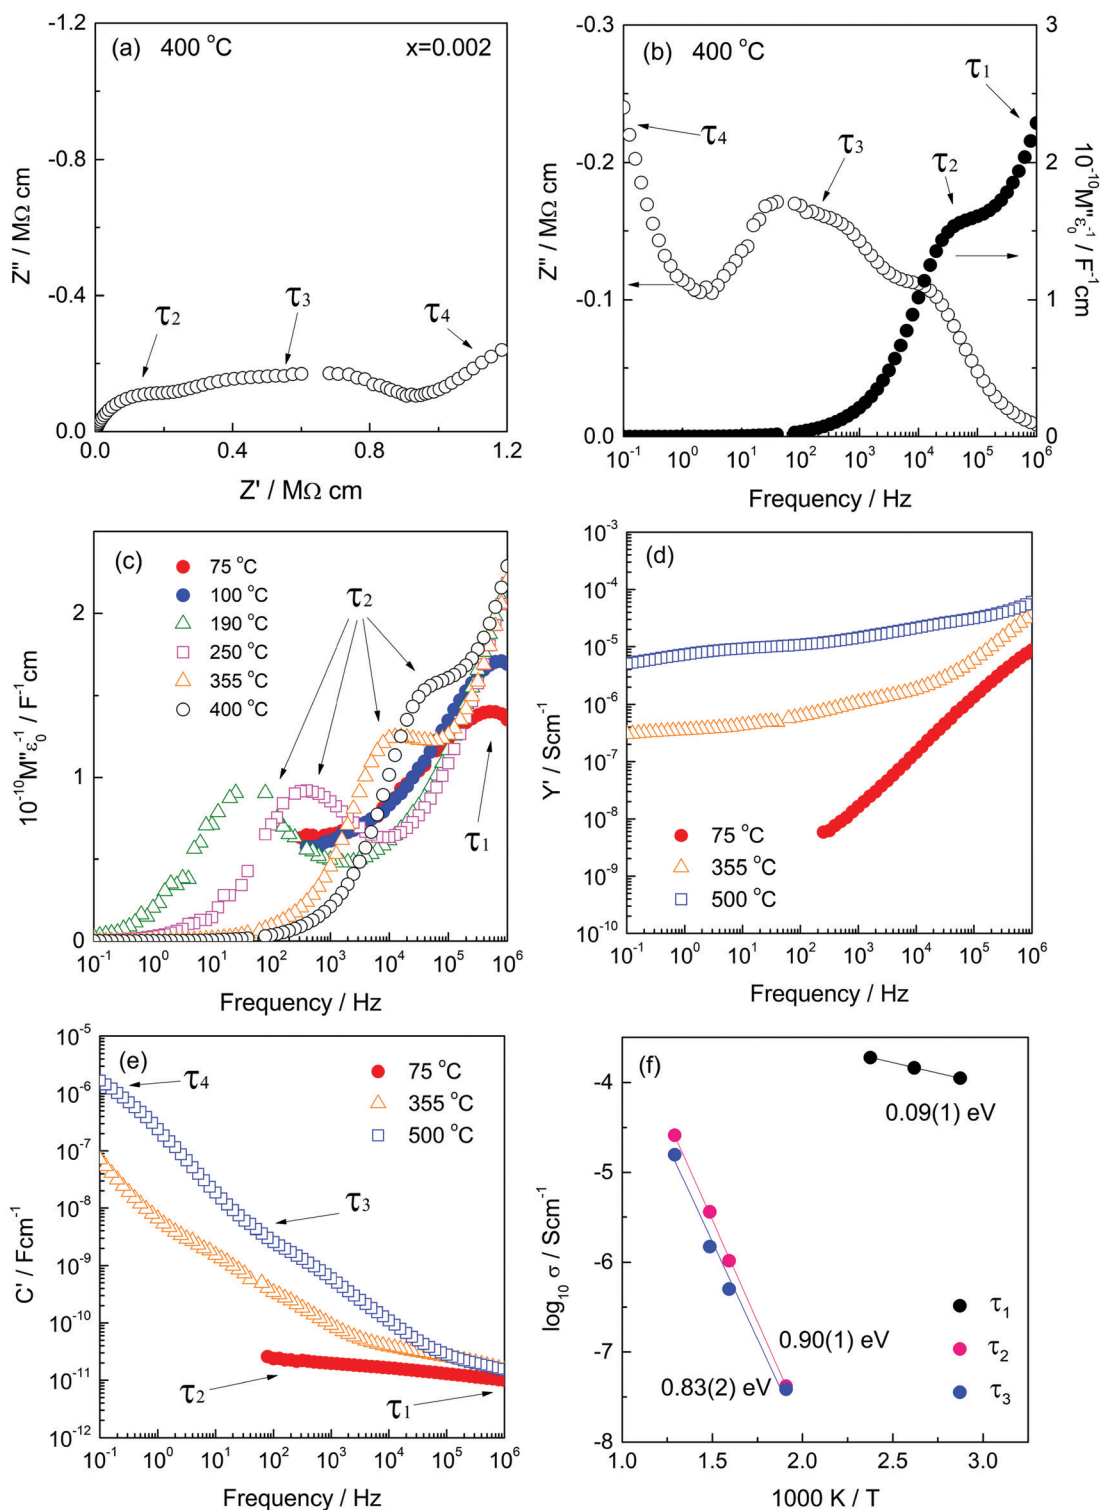 (a) 400 °C x=0.002
-1.2
-0.8
-0.4
0.0
0.0 0.4 0.8 1.2
Z'' / MΩ cm
Z' / MΩ cm
τ2
τ3
τ4
(b) 400 °C
-0.3
-0.2
-0.1
0.0
3
2
1
0
10⁻¹ 10⁰ 10¹ 10² 10³ 10⁴ 10⁵ 10⁶
Z'' / MΩ cm
10⁻¹⁰M''ε₀⁻¹ / F⁻¹cm
Frequency / Hz
τ4
τ3
τ2
τ1
(c)
75 °C
100 °C
190 °C
250 °C
355 °C
400 °C
2
1
0
10⁻¹ 10⁰ 10¹ 10² 10³ 10⁴ 10⁵ 10⁶
10⁻¹⁰M''ε₀⁻¹ / F⁻¹cm
Frequency / Hz
τ2
τ1
(d)
10⁻³
10⁻⁴
10⁻⁵
10⁻⁶
10⁻⁷
10⁻⁸
10⁻⁹
10⁻¹⁰
10⁻¹ 10⁰ 10¹ 10² 10³ 10⁴ 10⁵ 10⁶
Y' / Scm⁻¹
Frequency / Hz
75 °C
355 °C
500 °C
(e)
75 °C
355 °C
500 °C
10⁻⁵
10⁻⁶
10⁻⁷
10⁻⁸
10⁻⁹
10⁻¹⁰
10⁻¹¹
10⁻¹²
10⁻¹ 10⁰ 10¹ 10² 10³ 10⁴ 10⁵ 10⁶
C' / Fcm⁻¹
Frequency / Hz
τ4
τ3
τ2
τ1
(f)
-4
-5
-6
-7
-8
1.0 1.5 2.0 2.5 3.0
log₁₀ σ / Scm⁻¹
1000 K / T
0.09(1) eV
0.90(1) eV
0.83(2) eV
τ1
τ2
τ3